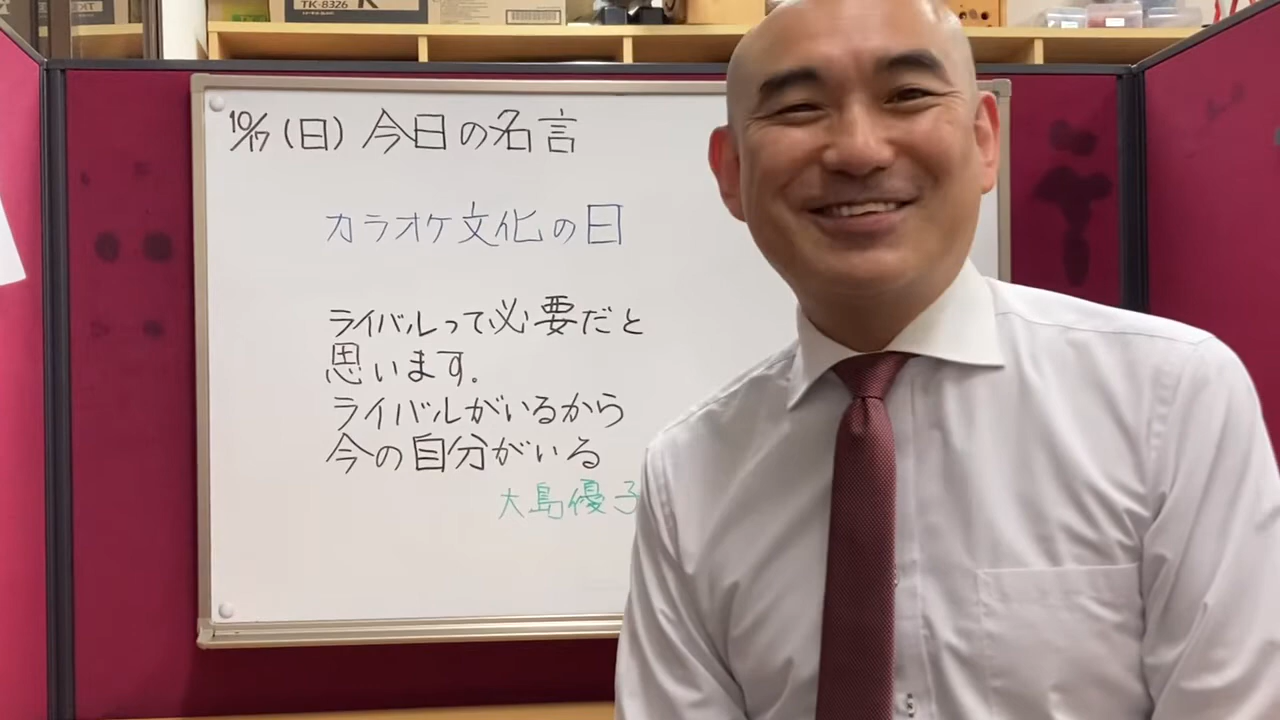 TK-8326 K
10/17(日) 今日の名言
カラオケ文化の日
ライバルって必要だと
思います.
ライバルがいるから
今の自分がいる
大島優子